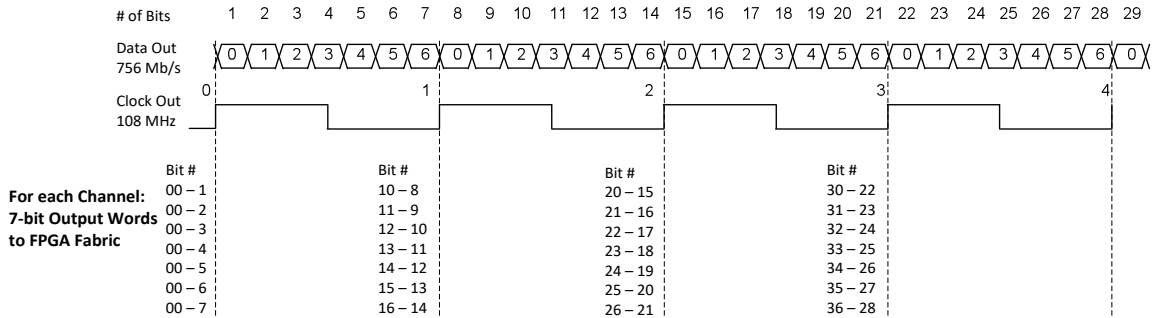 # of Bits 1 2 3 4 5 6 7 8 9 10 11 12 13 14 15 16 17 18 19 20 21 22 23 24 25 26 27 28 29
Data Out 0 1 2 3 4 5 6 0 1 2 3 4 5 6 0 1 2 3 4 5 6 0 1 2 3 4 5 6 0
756 Mb/s
0 1 2 3 4
Clock Out
108 MHz
Bit # Bit # Bit # Bit #
00 – 1 10 – 8 20 – 15 30 – 22
00 – 2 11 – 9 21 – 16 31 – 23
00 – 3 12 – 10 22 – 17 32 – 24
00 – 4 13 – 11 23 – 18 33 – 25
00 – 5 14 – 12 24 – 19 34 – 26
00 – 6 15 – 13 25 – 20 35 – 27
00 – 7 16 – 14 26 – 21 36 – 28
For each Channel:
7-bit Output Words
to FPGA Fabric